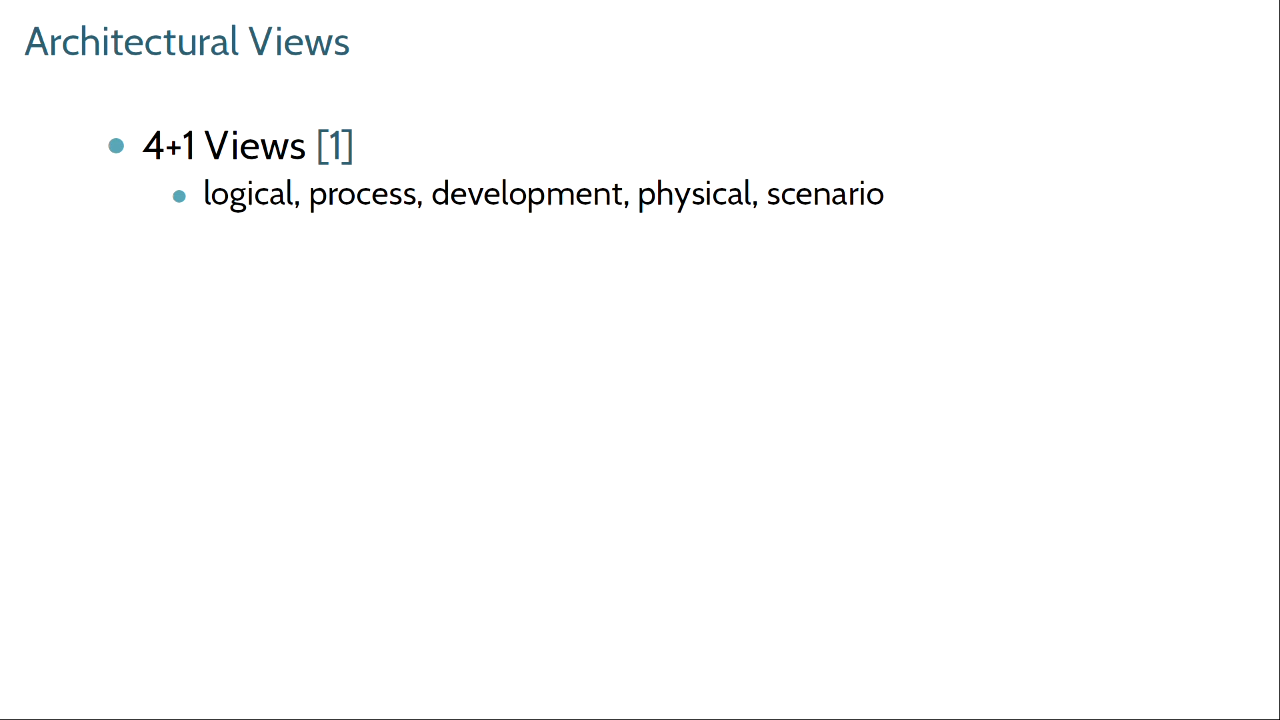 Architectural Views
4+1 Views [1]
logical, process, development, physical, scenario